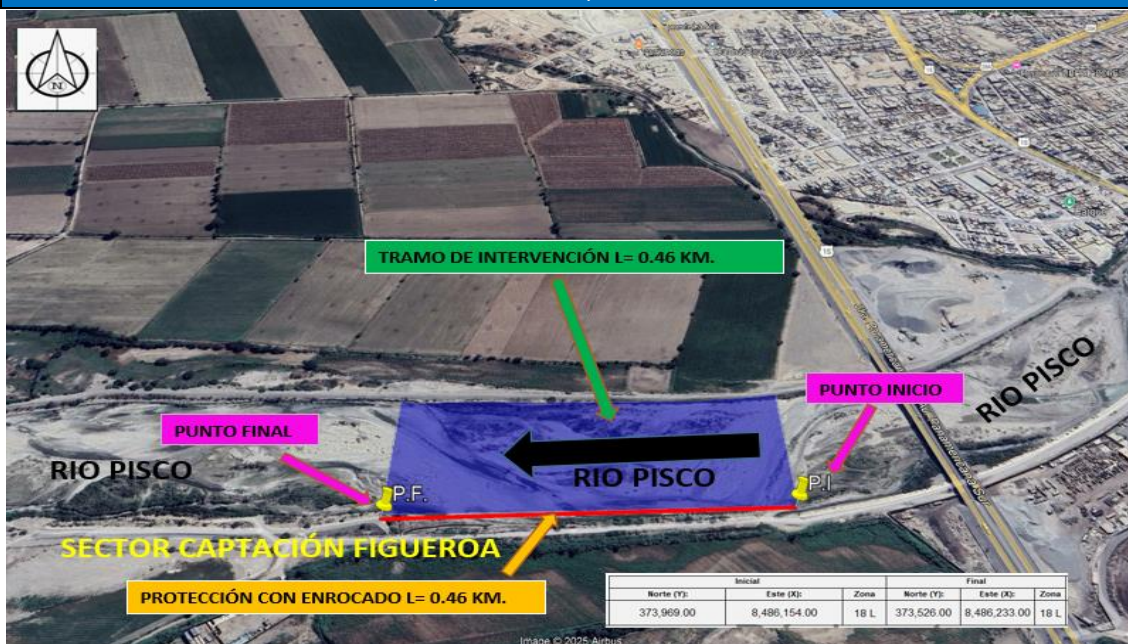 TRAMO DE INTERVENCIÓN L= 0.46 KM.
PUNTO INICIO
RIO PISCO
PUNTO FINAL
RIO PISCO
RIO PISCO
P.F.
P.I
SECTOR CAPTACIÓN FIGUEROA
PROTECCIÓN CON ENROCADO L= 0.46 KM.
Inicial Final
Norte (Y): Este (X): Zona Norte (Y): Este (X): Zona
373,969.00 8,486,154.00 18 L 373,526.00 8,486,233.00 18 L
Image © 2025 Airbus